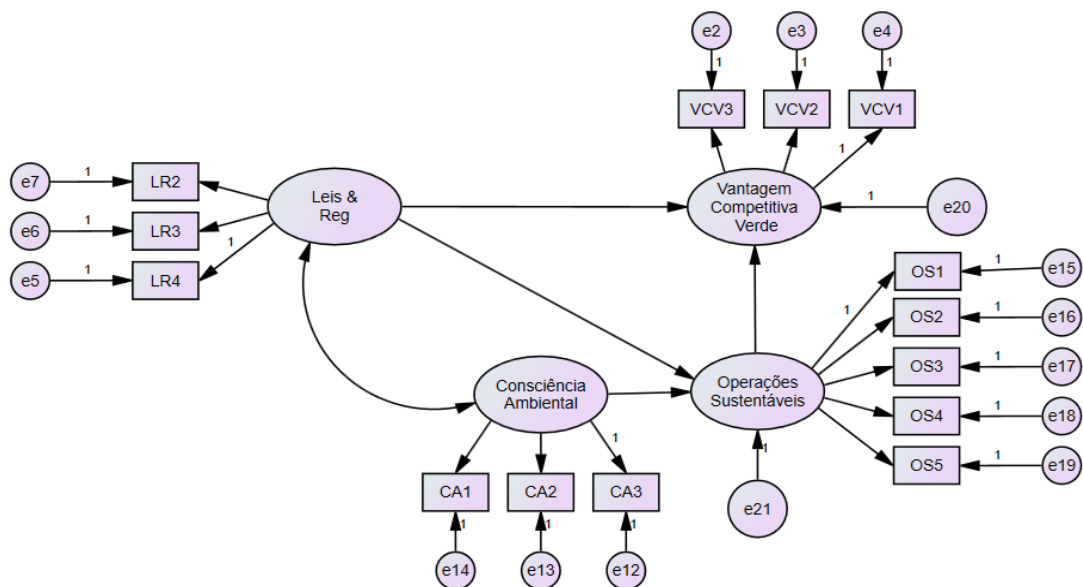 e2
e3
e4
1
1
1
VCV3
VCV2
VCV1
1
e7
1
LR2
e6
1
LR3
e5
1
LR4
1
Leis &
Reg
Vantagem
Competitiva
Verde
1
e20
OS1
1
e15
1
OS2
1
e16
OS3
1
e17
OS4
1
e18
OS5
1
e19
Consciência
Ambiental
Operações
Sustentáveis
1
CA1
CA2
CA3
1
1
1
e14
e13
e12
1
e21